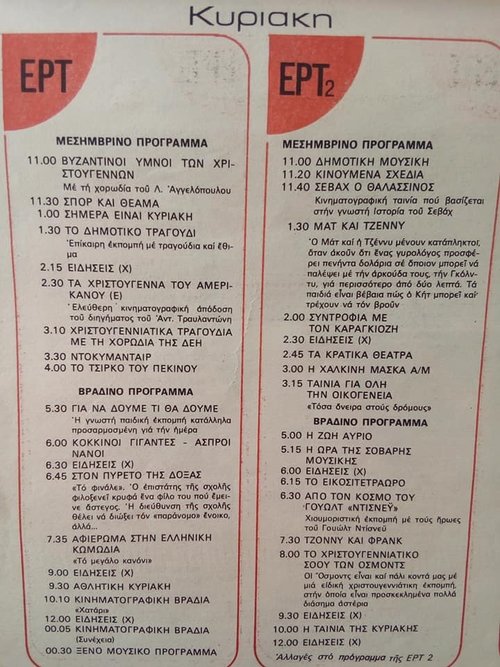 Κυριακη
ΕΡΤ
ΜΕΣΗΜΒΡΙΝΟ ΠΡΟΓΡΑΜΜΑ
11.00 ΒΥΖΑΝΤΙΝΟΙ ΥΜΝΟΙ ΤΩΝ ΧΡΙ-
ΣΤΟΥΓΕΝΝΩΝ
Μέ τή χορωδία τοῦ Λ. Ἀγγελόπουλου
11.30 ΣΠΟΡ ΚΑΙ ΘΕΑΜΑ
1.00 ΣΗΜΕΡΑ ΕΙΝΑΙ ΚΥΡΙΑΚΗ
1.30 ΤΟ ΔΗΜΟΤΙΚΟ ΤΡΑΓΟΥΔΙ
Ἐπίκαιρη ἐκπομπή μέ τραγούδια καί ἔθι-
μα
2.15 ΕΙΔΗΣΕΙΣ (Χ)
2.30 ΤΑ ΧΡΙΣΤΟΥΓΕΝΝΑ ΤΟΥ ΑΜΕΡΙ-
ΚΑΝΟΥ (Ε)
Ἐλεύθερη κινηματογραφική ἀπόδοση
τοῦ διηγήματος τοῦ Ἀντ. Τραυλαντώνη
3.10 ΧΡΙΣΤΟΥΓΕΝΝΙΑΤΙΚΑ ΤΡΑΓΟΥΔΙΑ
ΜΕ ΤΗ ΧΟΡΩΔΙΑ ΤΗΣ ΔΕΗ
3.30 ΝΤΟΚΥΜΑΝΤΑΙΡ
4.00 ΤΟ ΤΣΙΡΚΟ ΤΟΥ ΠΕΚΙΝΟΥ
ΒΡΑΔΙΝΟ ΠΡΟΓΡΑΜΜΑ
5.30 ΓΙΑ ΝΑ ΔΟΥΜΕ ΤΙ ΘΑ ΔΟΥΜΕ
Ἡ γνωστή παιδική ἐκπομπή κατάλληλα
προσαρμοσμένη γιά τήν ἡμέρα
6.00 ΚΟΚΚΙΝΟΙ ΓΙΓΑΝΤΕΣ - ΑΣΠΡΟΙ
ΝΑΝΟΙ
6.30 ΕΙΔΗΣΕΙΣ (Χ)
6.45 ΣΤΟΝ ΠΥΡΕΤΟ ΤΗΣ ΔΟΞΑΣ
«Τό φινάλε». Ὁ ἐπιστάτης τῆς σχολῆς
φιλοξενεῖ κρυφά ἕνα φίλο του πού ἔμει-
νε ἄστεγος. Ἡ διεύθυνση τῆς σχολῆς
θέλει νά διώξει τόν «παράνομο» ἔνοικο,
ἀλλά...
7.35 ΑΦΙΕΡΩΜΑ ΣΤΗΝ ΕΛΛΗΝΙΚΗ
ΚΩΜΩΔΙΑ
«Τό μεγάλο κανόνι»
9.00 ΕΙΔΗΣΕΙΣ (Χ)
9.30 ΑΘΛΗΤΙΚΗ ΚΥΡΙΑΚΗ
10.10 ΚΙΝΗΜΑΤΟΓΡΑΦΙΚΗ ΒΡΑΔΙΑ
«Χατάρι»
12.00 ΕΙΔΗΣΕΙΣ (Χ)
00.05 ΚΙΝΗΜΑΤΟΓΡΑΦΙΚΗ ΒΡΑΔΙΑ
(Συνέχεια)
00.30 ΞΕΝΟ ΜΟΥΣΙΚΟ ΠΡΟΓΡΑΜΜΑ
ΕΡΤ2
ΜΕΣΗΜΒΡΙΝΟ ΠΡΟΓΡΑΜΜΑ
11.00 ΔΗΜΟΤΙΚΗ ΜΟΥΣΙΚΗ
11.20 ΚΙΝΟΥΜΕΝΑ ΣΧΕΔΙΑ
11.40 ΣΕΒΑΧ Ο ΘΑΛΑΣΣΙΝΟΣ
Κινηματογραφική ταινία πού βασίζεται
στήν γνωστή Ἱστορία τοῦ Σεβάχ
1.30 ΜΑΤ ΚΑΙ ΤΖΕΝΝΥ
Ὁ Μάτ καί ἡ Τζέννυ μένουν κατάπληκτοι,
ὅταν ἀκοῦν ὅτι ἕνας γυρολόγος προσφέ-
ρει πενήντα δολάρια σέ ὅποιον μπορεῖ νά
παλέψει μέ τήν ἀρκούδα τους, τήν Γκόλν-
τυ, γιά περισσότερο ἀπό δύο λεπτά. Τά
παιδιά εἶναι βέβαια πώς ὁ Κήτ μπορεῖ καί
τρέχουν νά τόν βροῦν
2.00 ΣΥΝΤΡΟΦΙΑ ΜΕ
ΤΟΝ ΚΑΡΑΓΚΙΟΖΗ
2.30 ΕΙΔΗΣΕΙΣ (Χ)
2.45 ΤΑ ΚΡΑΤΙΚΑ ΘΕΑΤΡΑ
3.00 Η ΧΑΛΚΙΝΗ ΜΑΣΚΑ Α/Μ
3.15 ΤΑΙΝΙΑ ΓΙΑ ΟΛΗ
ΤΗΝ ΟΙΚΟΓΕΝΕΙΑ
«Τόσα ὄνειρα στούς δρόμους»
ΒΡΑΔΙΝΟ ΠΡΟΓΡΑΜΜΑ
5.00 Η ΖΩΗ ΑΥΡΙΟ
5.15 Η ΩΡΑ ΤΗΣ ΣΟΒΑΡΗΣ
ΜΟΥΣΙΚΗΣ
6.00 ΕΙΔΗΣΕΙΣ (Χ)
6.15 ΤΟ ΕΙΚΟΣΙΤΕΤΡΑΩΡΟ
6.30 ΑΠΟ ΤΟΝ ΚΟΣΜΟ ΤΟΥ
ΓΟΥΩΛΤ «ΝΤΙΣΝΕΫ»
Χιουμοριστική ἐκπομπή μέ τούς ἥρωες
τοῦ Γουώλτ Ντίσνεϋ
7.30 ΤΖΟΝΝΥ ΚΑΙ ΦΡΑΝΚ
8.00 ΤΟ ΧΡΙΣΤΟΥΓΕΝΝΙΑΤΙΚΟ
ΣΟΟΥ ΤΩΝ ΟΣΜΟΝΤΣ
Οἱ Ὄσμοντς εἶναι καί πάλι κοντά μας μέ
μιά εἰδική χριστουγεννιάτικη ἐκπομπή,
στήν ὁποία εἶναι προσκεκλημένα πολλά
διάσημα ἀστέρια
9.30 ΕΙΔΗΣΕΙΣ (Χ)
10.00 Η ΤΑΙΝΙΑ ΤΗΣ ΚΥΡΙΑΚΗΣ
12.00 ΕΙΔΗΣΕΙΣ (Χ)
Ἀλλαγές στό πρόγραμμα τῆς ΕΡΤ 2